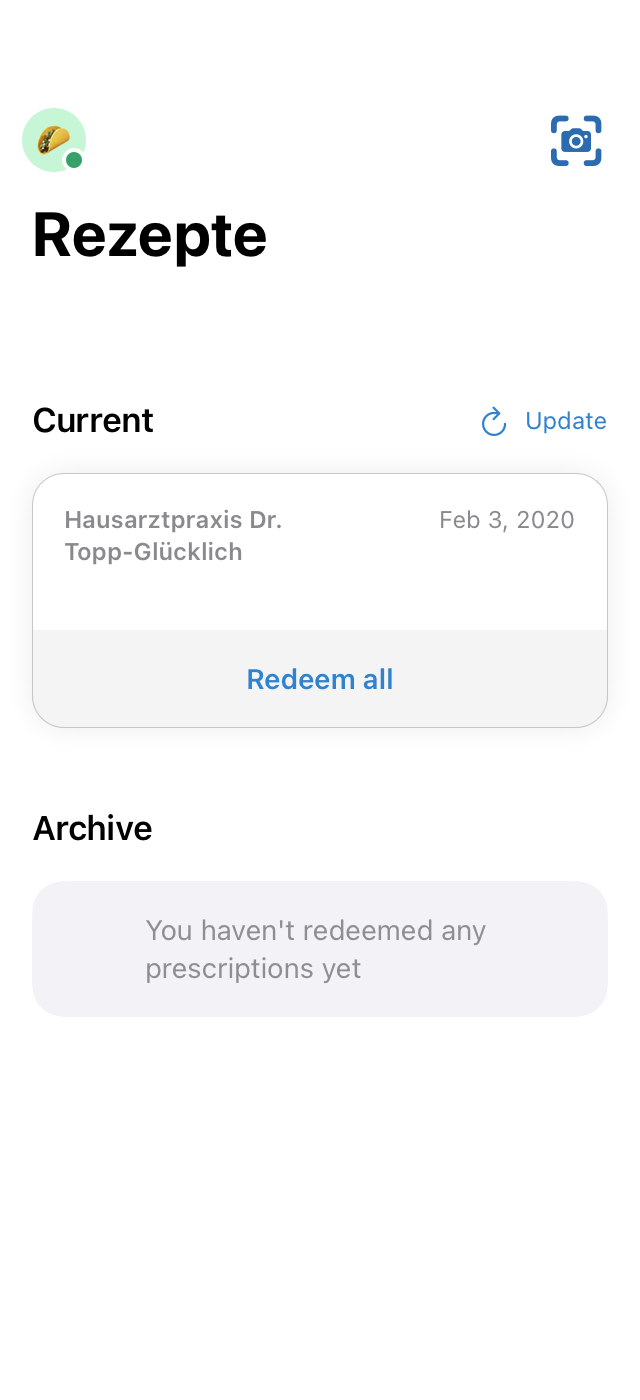 Rezepte
Current
Update
Hausarztpraxis Dr.
Topp-Glücklich
Feb 3, 2020
Redeem all
Archive
You haven't redeemed any
prescriptions yet